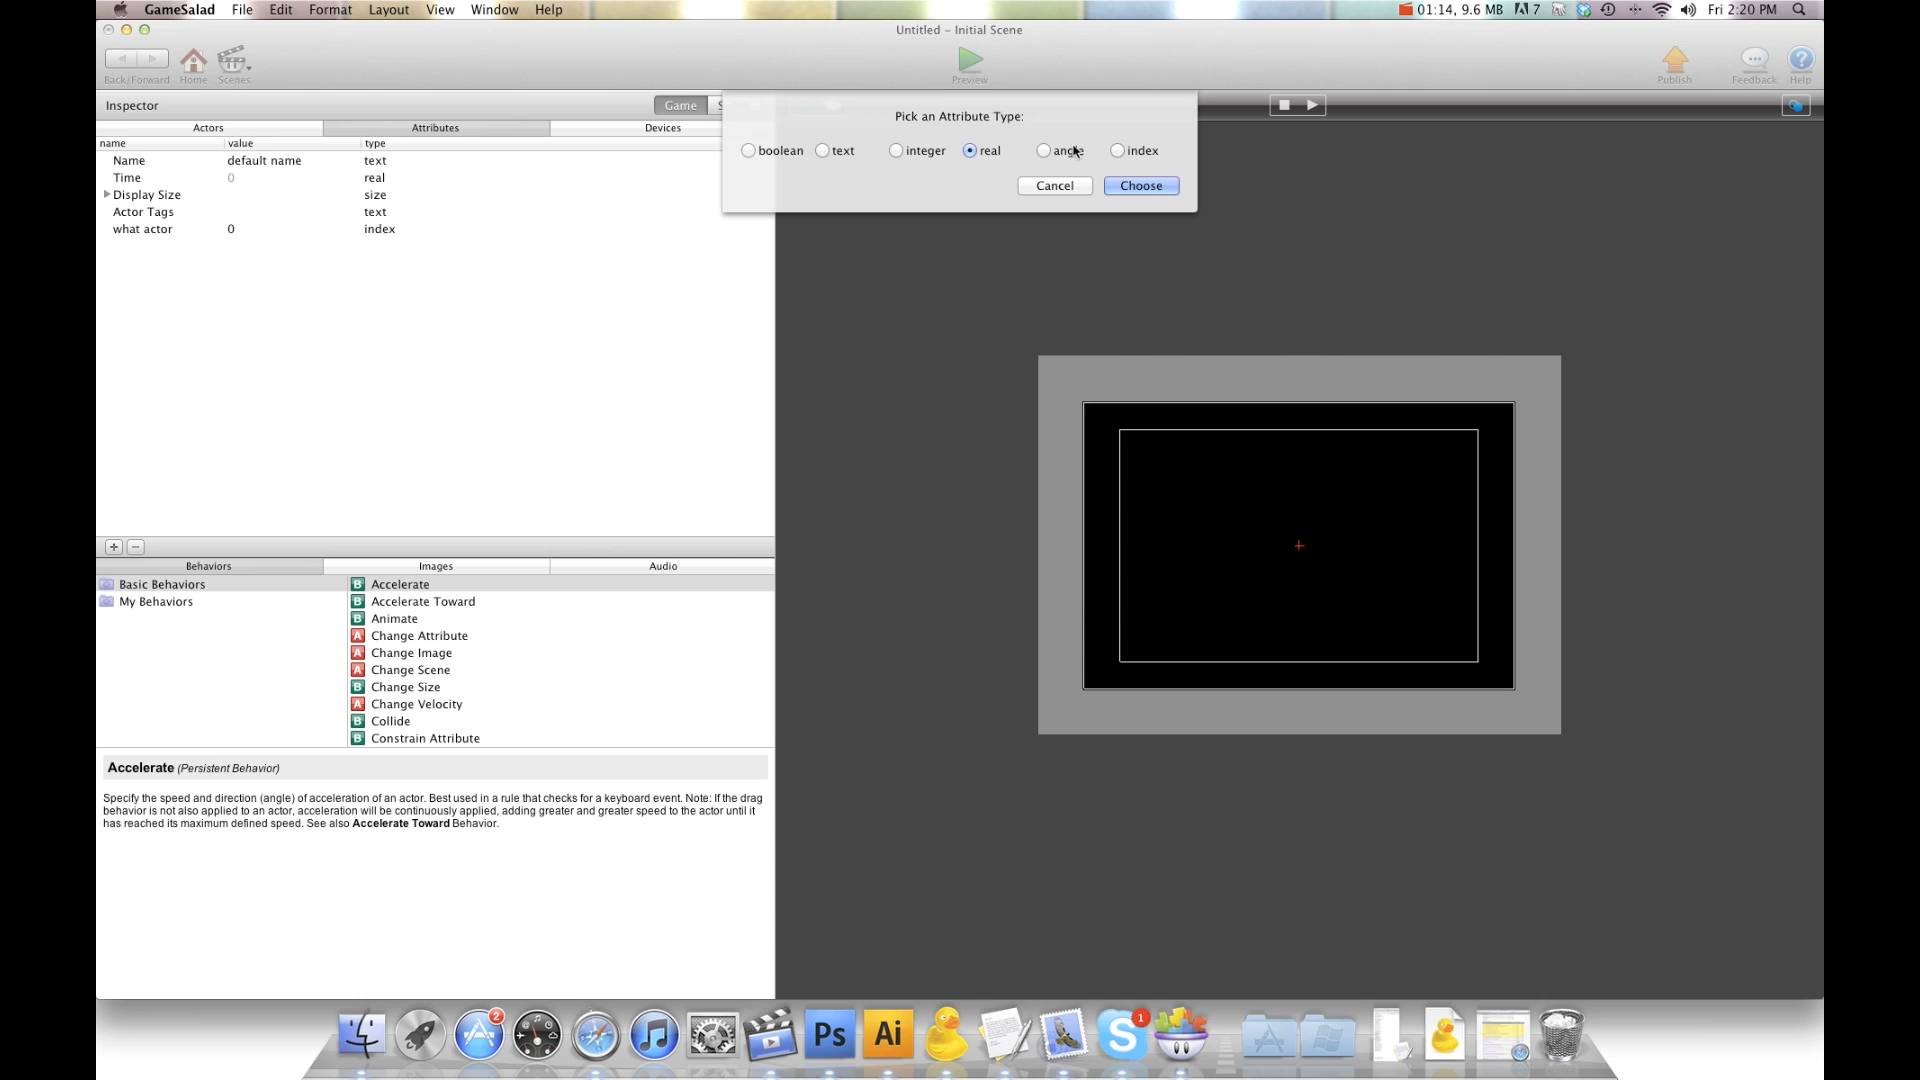 GameSalad File Edit Format Layout View Window Help
01:14, 9.6 MB
7
Fri 2:20 PM
Untitled – Initial Scene
Back/Forward Home Scenes
Preview
Publish Feedback Help
Inspector
Game
Actors Attributes Devices
name value type
Name default name text
Time 0 real
Display Size size
Actor Tags text
what actor 0 index
Pick an Attribute Type:
boolean text integer real angle index
Cancel Choose
Behaviors Images Audio
Basic Behaviors
My Behaviors
B Accelerate
B Accelerate Toward
B Animate
A Change Attribute
A Change Image
A Change Scene
B Change Size
A Change Velocity
B Collide
B Constrain Attribute
Accelerate (Persistent Behavior)
Specify the speed and direction (angle) of acceleration of an actor. Best used in a rule that checks for a keyboard event. Note: If the drag
behavior is not also applied to an actor, acceleration will be continuously applied, adding greater and greater speed to the actor until it
has reached its maximum defined speed. See also Accelerate Toward Behavior.
2
Ps
Ai
S
1